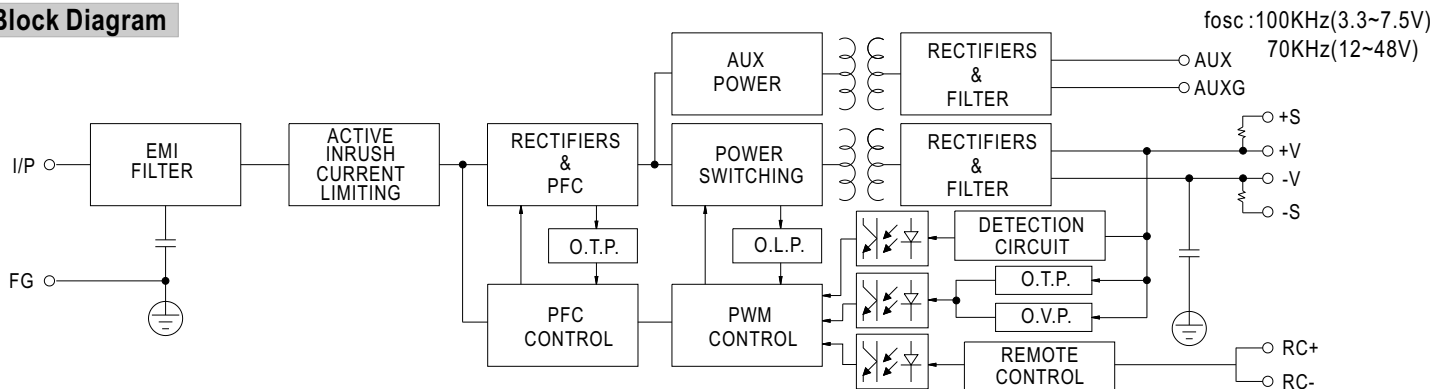 Block Diagram
fosc :100KHz(3.3~7.5V)
70KHz(12~48V)
AUX
POWER
RECTIFIERS
&
FILTER
AUX
AUXG
I/P
EMI
FILTER
ACTIVE
INRUSH
CURRENT
LIMITING
RECTIFIERS
&
PFC
POWER
SWITCHING
RECTIFIERS
&
FILTER
+S
+V
-V
-S
O.T.P.
O.L.P.
DETECTION
CIRCUIT
FG
PFC
CONTROL
PWM
CONTROL
O.T.P.
O.V.P.
REMOTE
CONTROL
RC+
RC-